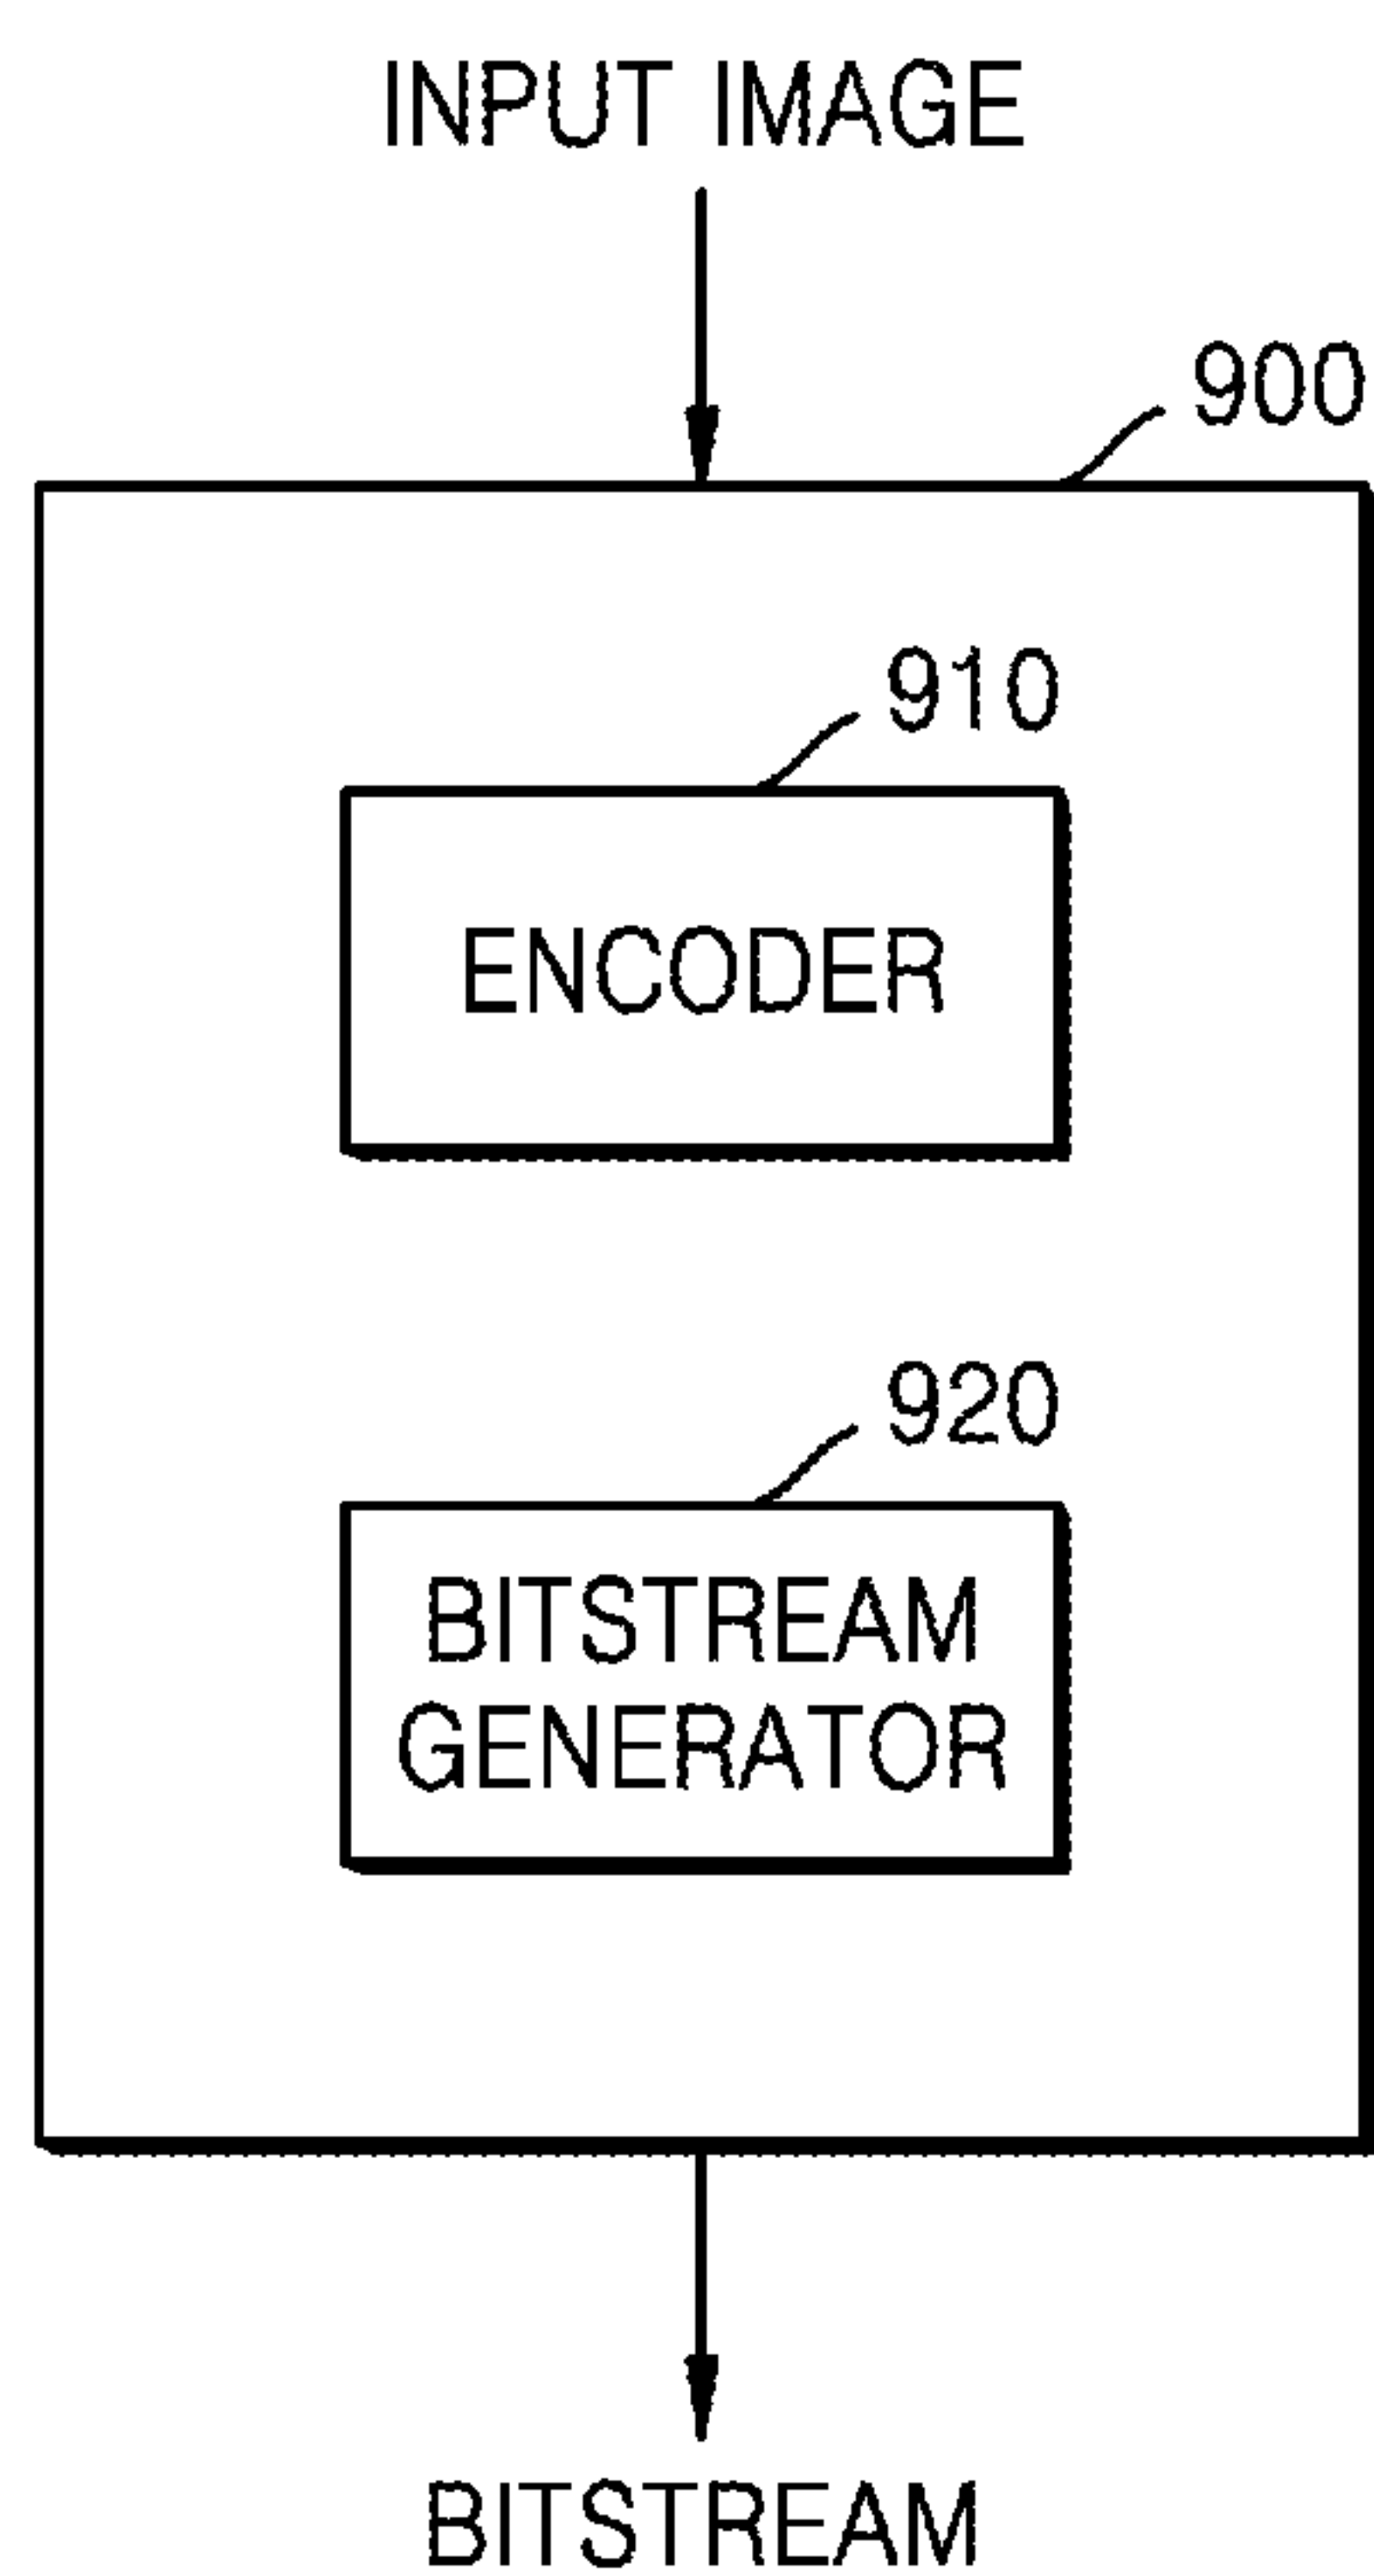 INPUT IMAGE
900
910
ENCODER
920
BITSTREAM
GENERATOR
BITSTREAM